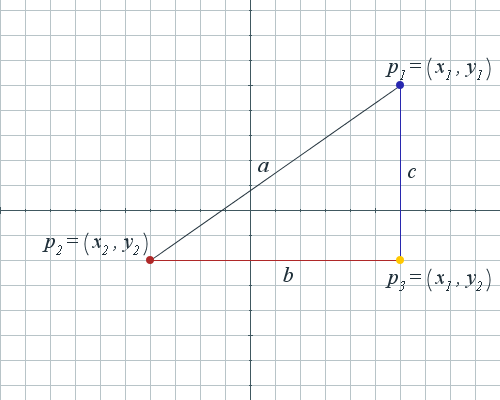 p₁=(x₁, y₁)
a
c
p₂=(x₂, y₂)
b
p₃=(x₁, y₂)